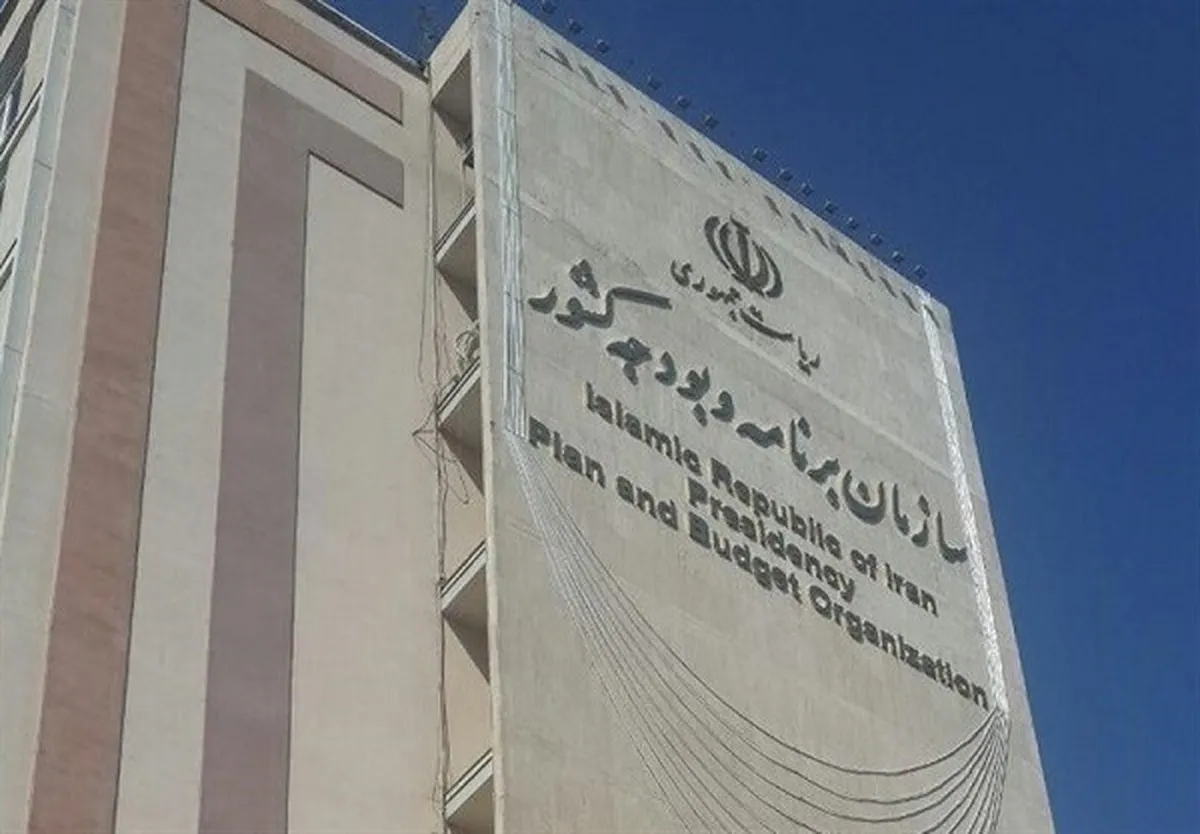 ریاست جمهوری
سازمان برنامه و بودجه کشور
Islamic Republic of Iran
Presidency
Plan and Budget Organization